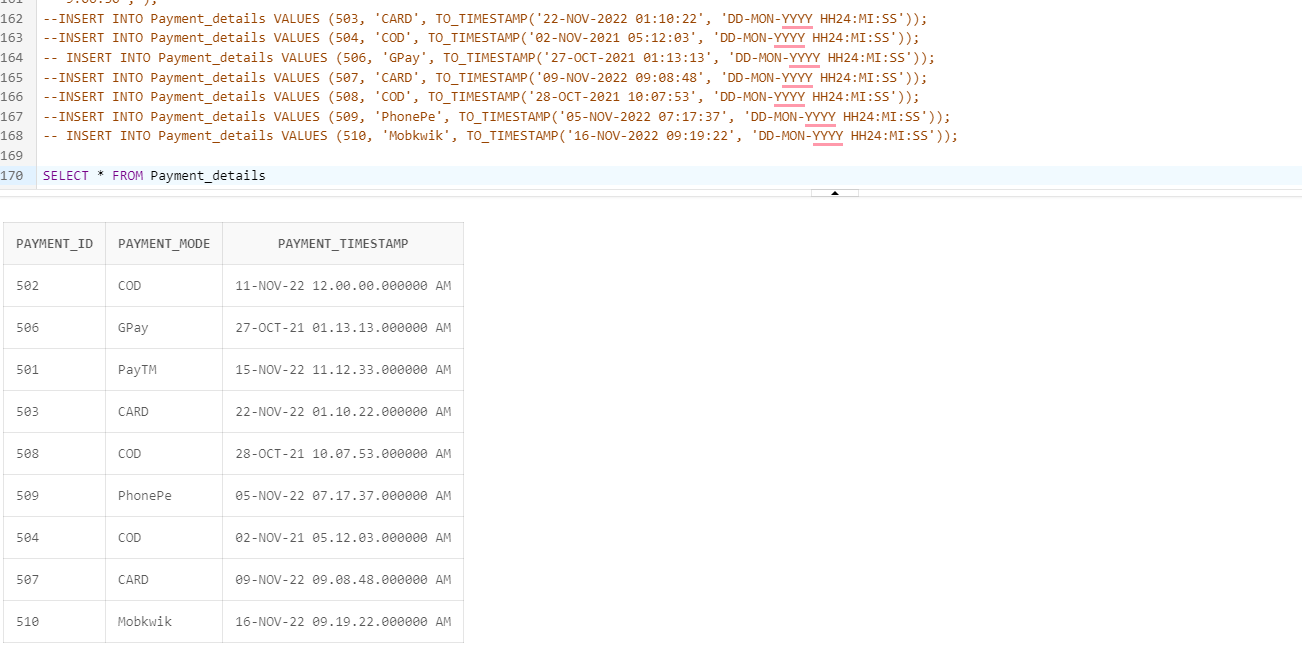 162 --INSERT INTO Payment_details VALUES (503, 'CARD', TO_TIMESTAMP('22-NOV-2022 01:10:22', 'DD-MON-YYYY HH24:MI:SS'));
163 --INSERT INTO Payment_details VALUES (504, 'COD', TO_TIMESTAMP('02-NOV-2021 05:12:03', 'DD-MON-YYYY HH24:MI:SS'));
164 -- INSERT INTO Payment_details VALUES (506, 'GPay', TO_TIMESTAMP('27-OCT-2021 01:13:13', 'DD-MON-YYYY HH24:MI:SS'));
165 --INSERT INTO Payment_details VALUES (507, 'CARD', TO_TIMESTAMP('09-NOV-2022 09:08:48', 'DD-MON-YYYY HH24:MI:SS'));
166 --INSERT INTO Payment_details VALUES (508, 'COD', TO_TIMESTAMP('28-OCT-2021 10:07:53', 'DD-MON-YYYY HH24:MI:SS'));
167 --INSERT INTO Payment_details VALUES (509, 'PhonePe', TO_TIMESTAMP('05-NOV-2022 07:17:37', 'DD-MON-YYYY HH24:MI:SS'));
168 -- INSERT INTO Payment_details VALUES (510, 'Mobkwik', TO_TIMESTAMP('16-NOV-2022 09:19:22', 'DD-MON-YYYY HH24:MI:SS'));
169
170 SELECT * FROM Payment_details
PAYMENT_ID PAYMENT_MODE PAYMENT_TIMESTAMP
502 COD 11-NOV-22 12.00.00.000000 AM
506 GPay 27-OCT-21 01.13.13.000000 AM
501 PayTM 15-NOV-22 11.12.33.000000 AM
503 CARD 22-NOV-22 01.10.22.000000 AM
508 COD 28-OCT-21 10.07.53.000000 AM
509 PhonePe 05-NOV-22 07.17.37.000000 AM
504 COD 02-NOV-21 05.12.03.000000 AM
507 CARD 09-NOV-22 09.08.48.000000 AM
510 Mobkwik 16-NOV-22 09.19.22.000000 AM